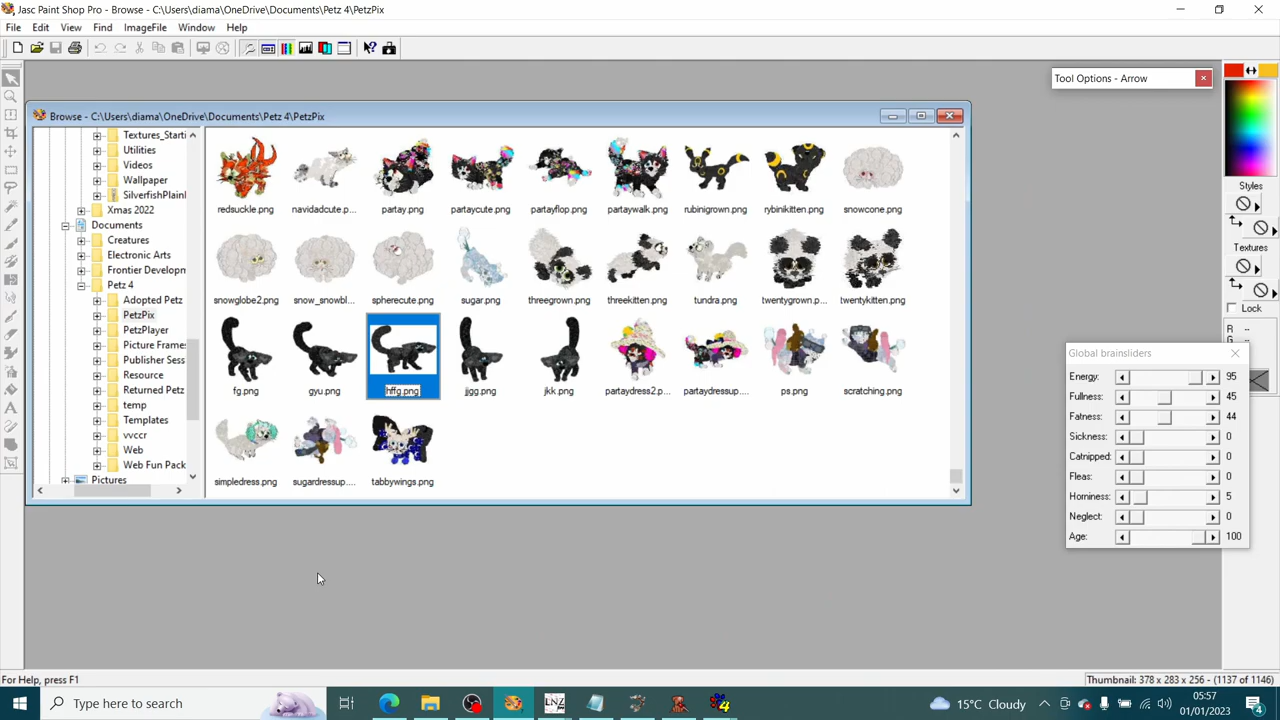 Jasc Paint Shop Pro - Browse - C:\Users\diama\OneDrive\Documents\Petz 4\PetzPix
File Edit View Find ImageFile Window Help
Tool Options - Arrow
Browse - C:\Users\diama\OneDrive\Documents\Petz 4\PetzPix
Textures_Starti
Utilities
Videos
Wallpaper
SilverfishPlainl
Xmas 2022
Documents
Creatures
Electronic Arts
Frontier Developm
Petz 4
Adopted Petz
PetzPix
PetzPlayer
Picture Frame:
Publisher Sess
Resource
Returned Petz
temp
Templates
vvccr
Web
Web Fun Pack
Pictures
redsuckle.png navidadcute.p... partay.png partaycute.png partayflop.png partaywalk.png rubinigrown.png rybinikitten.png snowcone.png
snowglobe2.png snow_snowbl... spherecute.png sugar.png threegrown.png threekitten.png tundra.png twentygrown.p... twentykitten.png
fg.png gyu.png hffg.png jjgg.png jkk.png partaydress2.p... partaydressup.... ps.png scratching.png
simpledress.png sugardressup.... tabbywings.png
Styles
Textures
Lock
R --
Global brainsliders
Energy: 95
Fullness: 45
Fatness: 44
Sickness: 0
Catnipped: 0
Fleas: 0
Horniness: 5
Neglect: 0
Age: 100
For Help, press F1
Thumbnail: 378 x 283 x 256 - (1137 of 1146)
Type here to search
LNZ
4
15°C Cloudy
05:57
01/01/2023
4